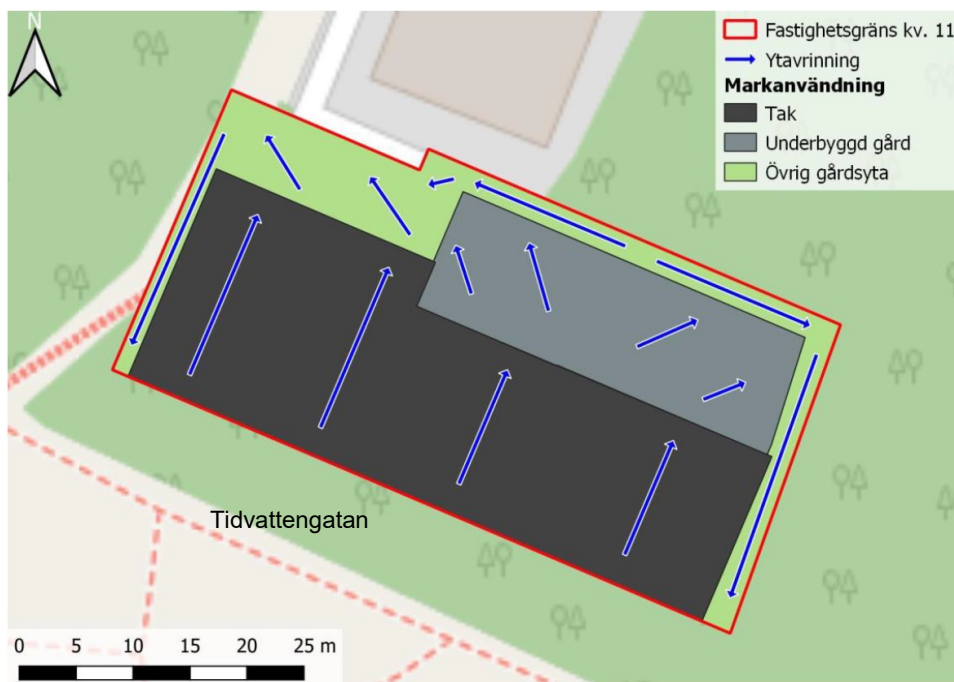 N
Fastighetsgräns kv. 11
Ytavrinning
Markanvändning
Tak
Underbyggd gård
Övrig gårdsyta
Tidvattengatan
0 5 10 15 20 25 m